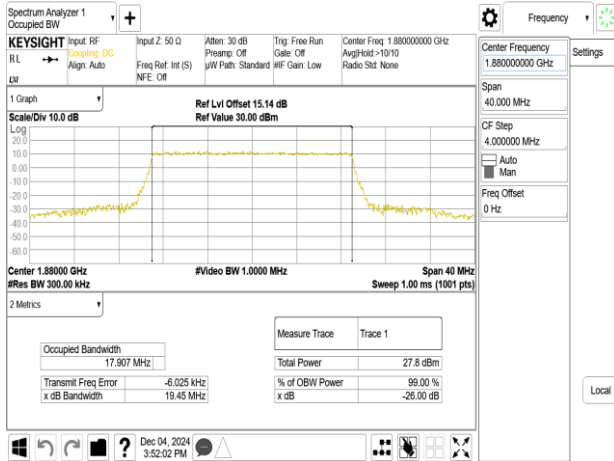 Spectrum Analyzer 1
Occupied BW
Frequency
KEYSIGHT
Input: RF
Coupling: DC
Align: Auto
Input Z: 50 Ω
Freq Ref: Int (S)
NFE: Off
Atten: 30 dB
Preamp: Off
µW Path: Standard
Trig: Free Run
Gate: Off
#IF Gain: Low
Center Freq: 1.880000000 GHz
Avg|Hold:>10/10
Radio Std: None
RL
LXI
Center Frequency
1.880000000 GHz
Settings
Span
40.000 MHz
CF Step
4.000000 MHz
Auto
Man
Freq Offset
0 Hz
Local
1 Graph
Scale/Div 10.0 dB
Ref Lvl Offset 15.14 dB
Ref Value 30.00 dBm
Log
20.0
10.0
0.00
-10.0
-20.0
-30.0
-40.0
-50.0
-60.0
Center 1.88000 GHz
#Video BW 1.0000 MHz
Span 40 MHz
#Res BW 300.00 kHz
Sweep 1.00 ms (1001 pts)
2 Metrics
Measure Trace
Trace 1
Occupied Bandwidth
17.907 MHz
Total Power
27.8 dBm
Transmit Freq Error
-6.025 kHz
% of OBW Power
99.00 %
x dB Bandwidth
19.45 MHz
x dB
-26.00 dB
?
Dec 04, 2024
3:52:02 PM